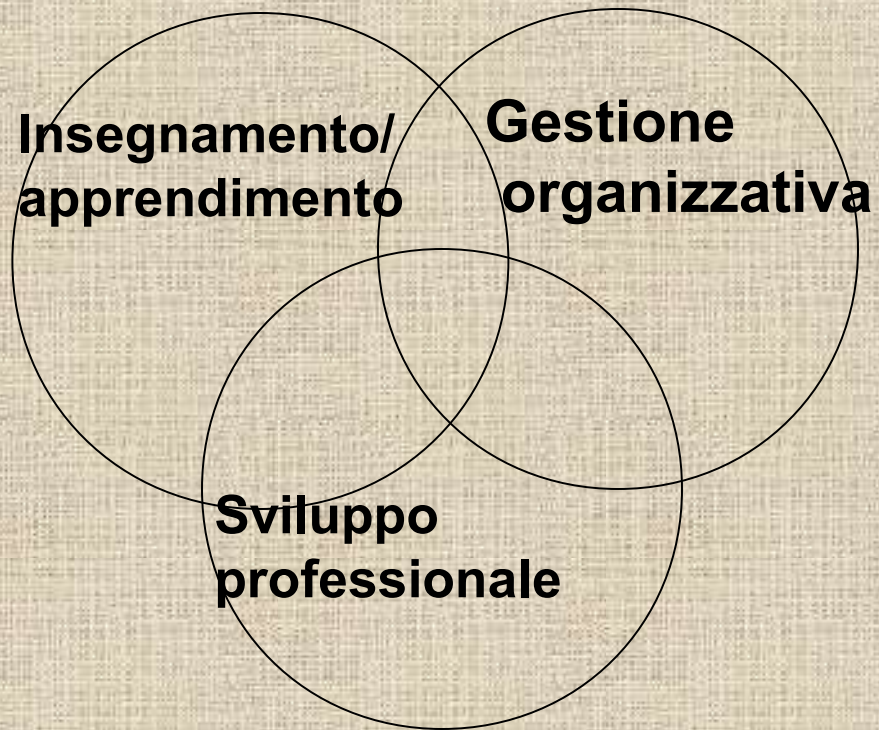 Insegnamento/
apprendimento
Gestione
organizzativa
Sviluppo
professionale